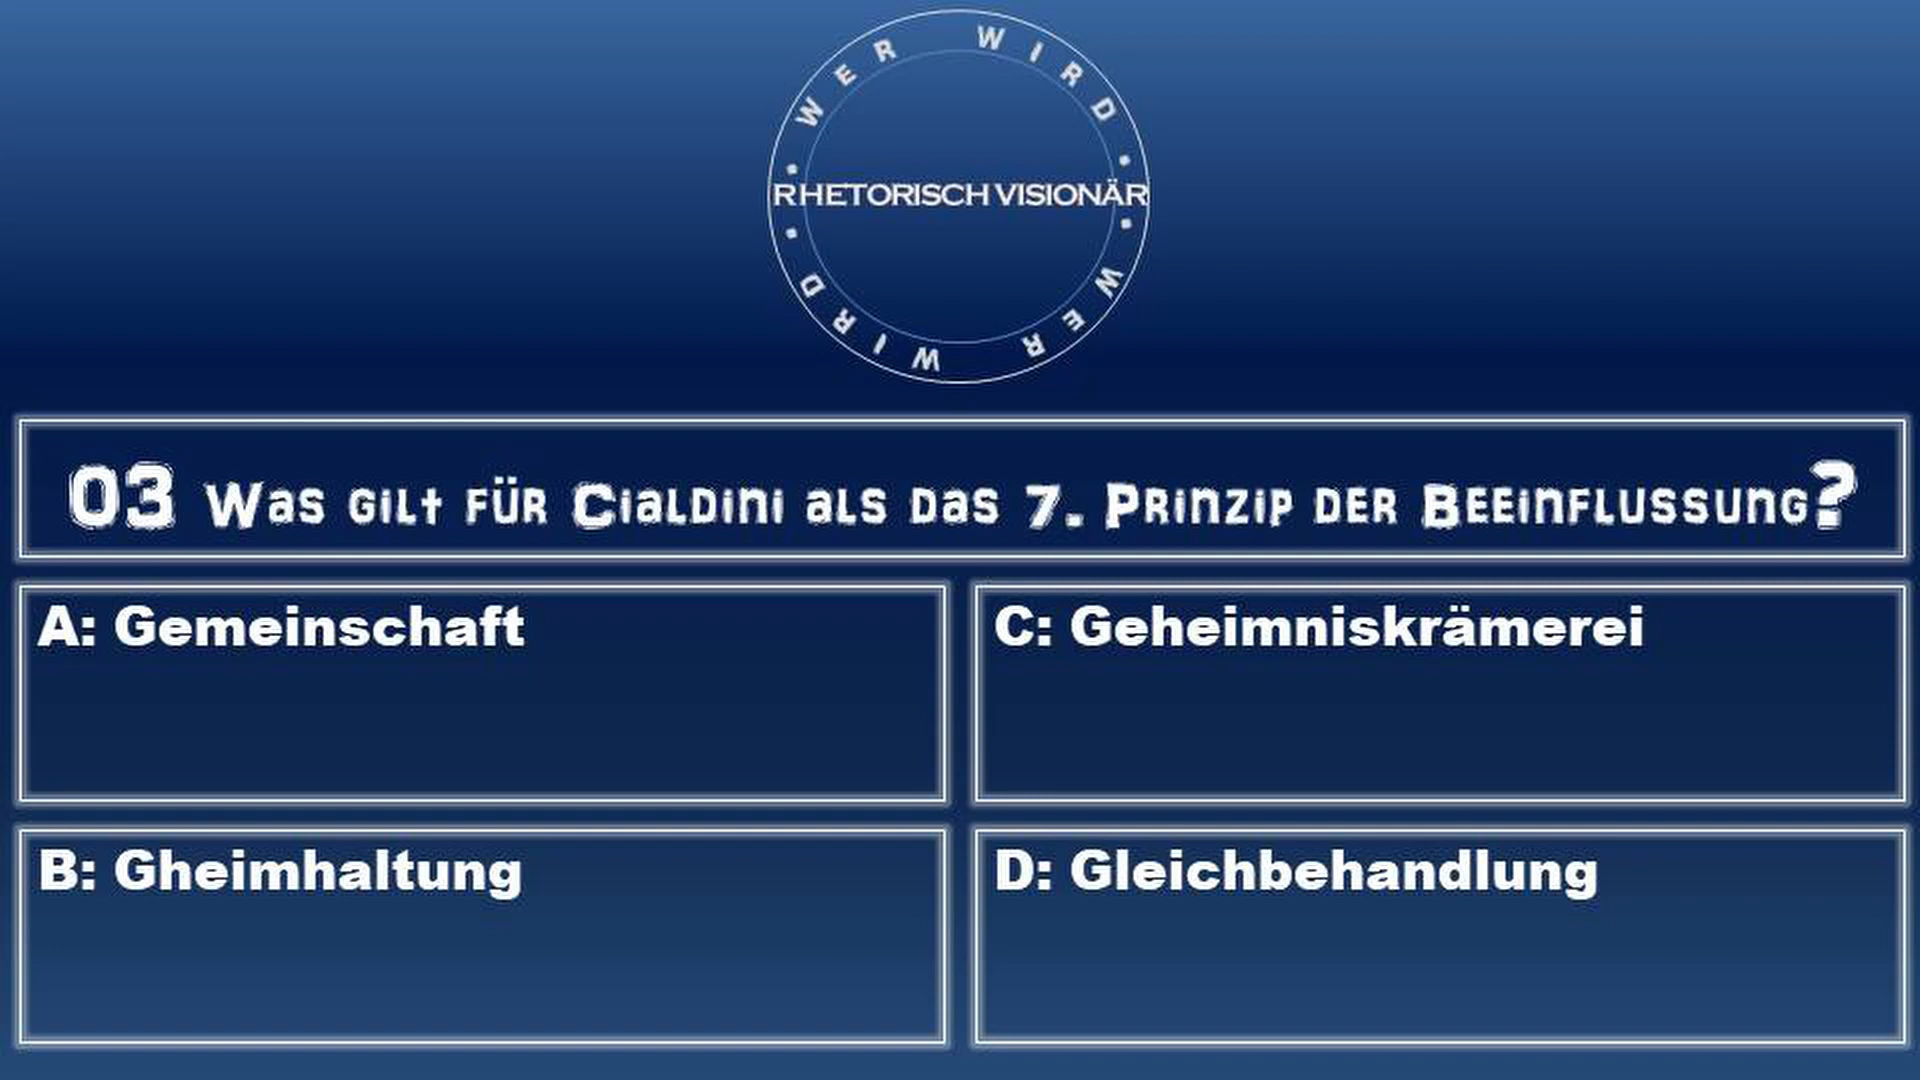 WER WIRD
RHETORISCH VISIONÄR
WER WIRD
03 Was gilt für Cialdini als das 7. Prinzip der Beeinflussung?
A: Gemeinschaft
C: Geheimniskrämerei
B: Gheimhaltung
D: Gleichbehandlung